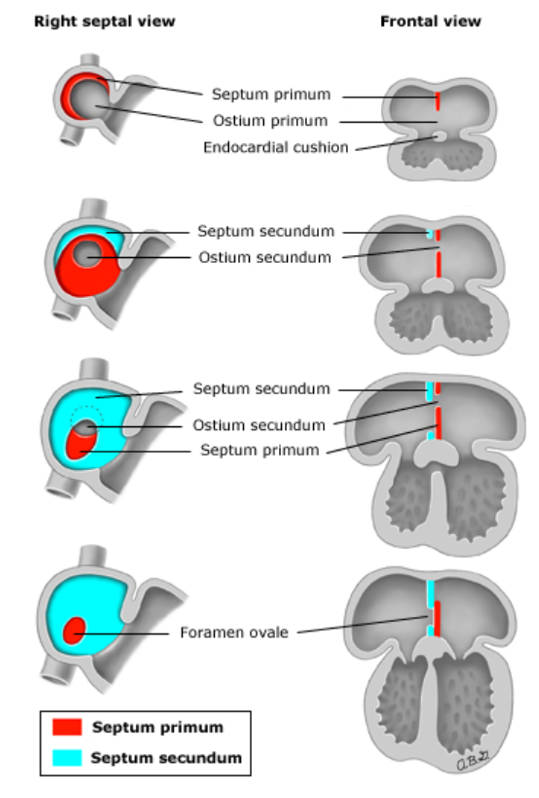 Right septal view
Frontal view
Septum primum
Ostium primum
Endocardial cushion
Septum secundum
Ostium secundum
Septum secundum
Ostium secundum
Septum primum
Foramen ovale
Septum primum
Septum secundum